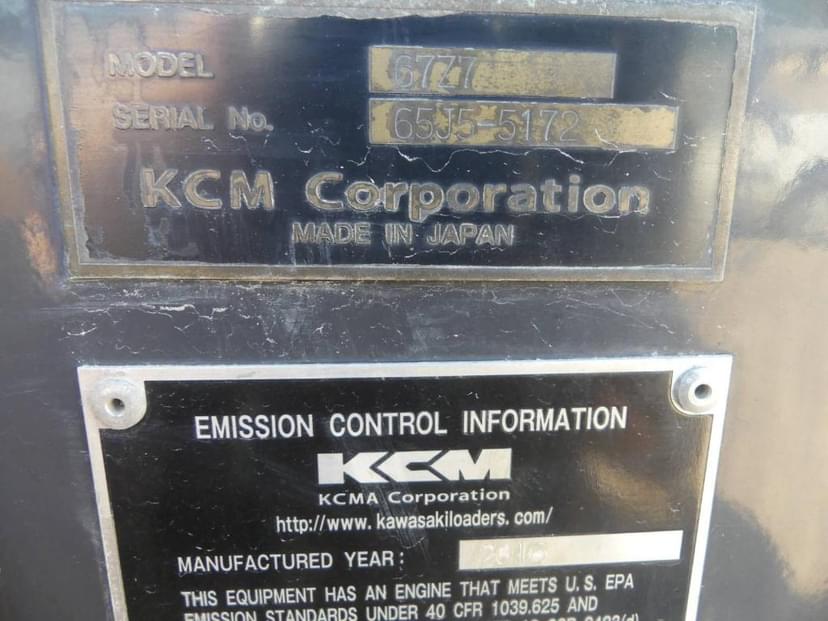 MODEL 67Z7
SERIAL No. 65J5-5172
KCM Corporation
MADE IN JAPAN
EMISSION CONTROL INFORMATION
KCM
KCMA Corporation
http://www.kawasakiloaders.com/
MANUFACTURED YEAR:
THIS EQUIPMENT HAS AN ENGINE THAT MEETS U.S. EPA
EMISSION STANDARDS UNDER 40 CFR 1039.625 AND